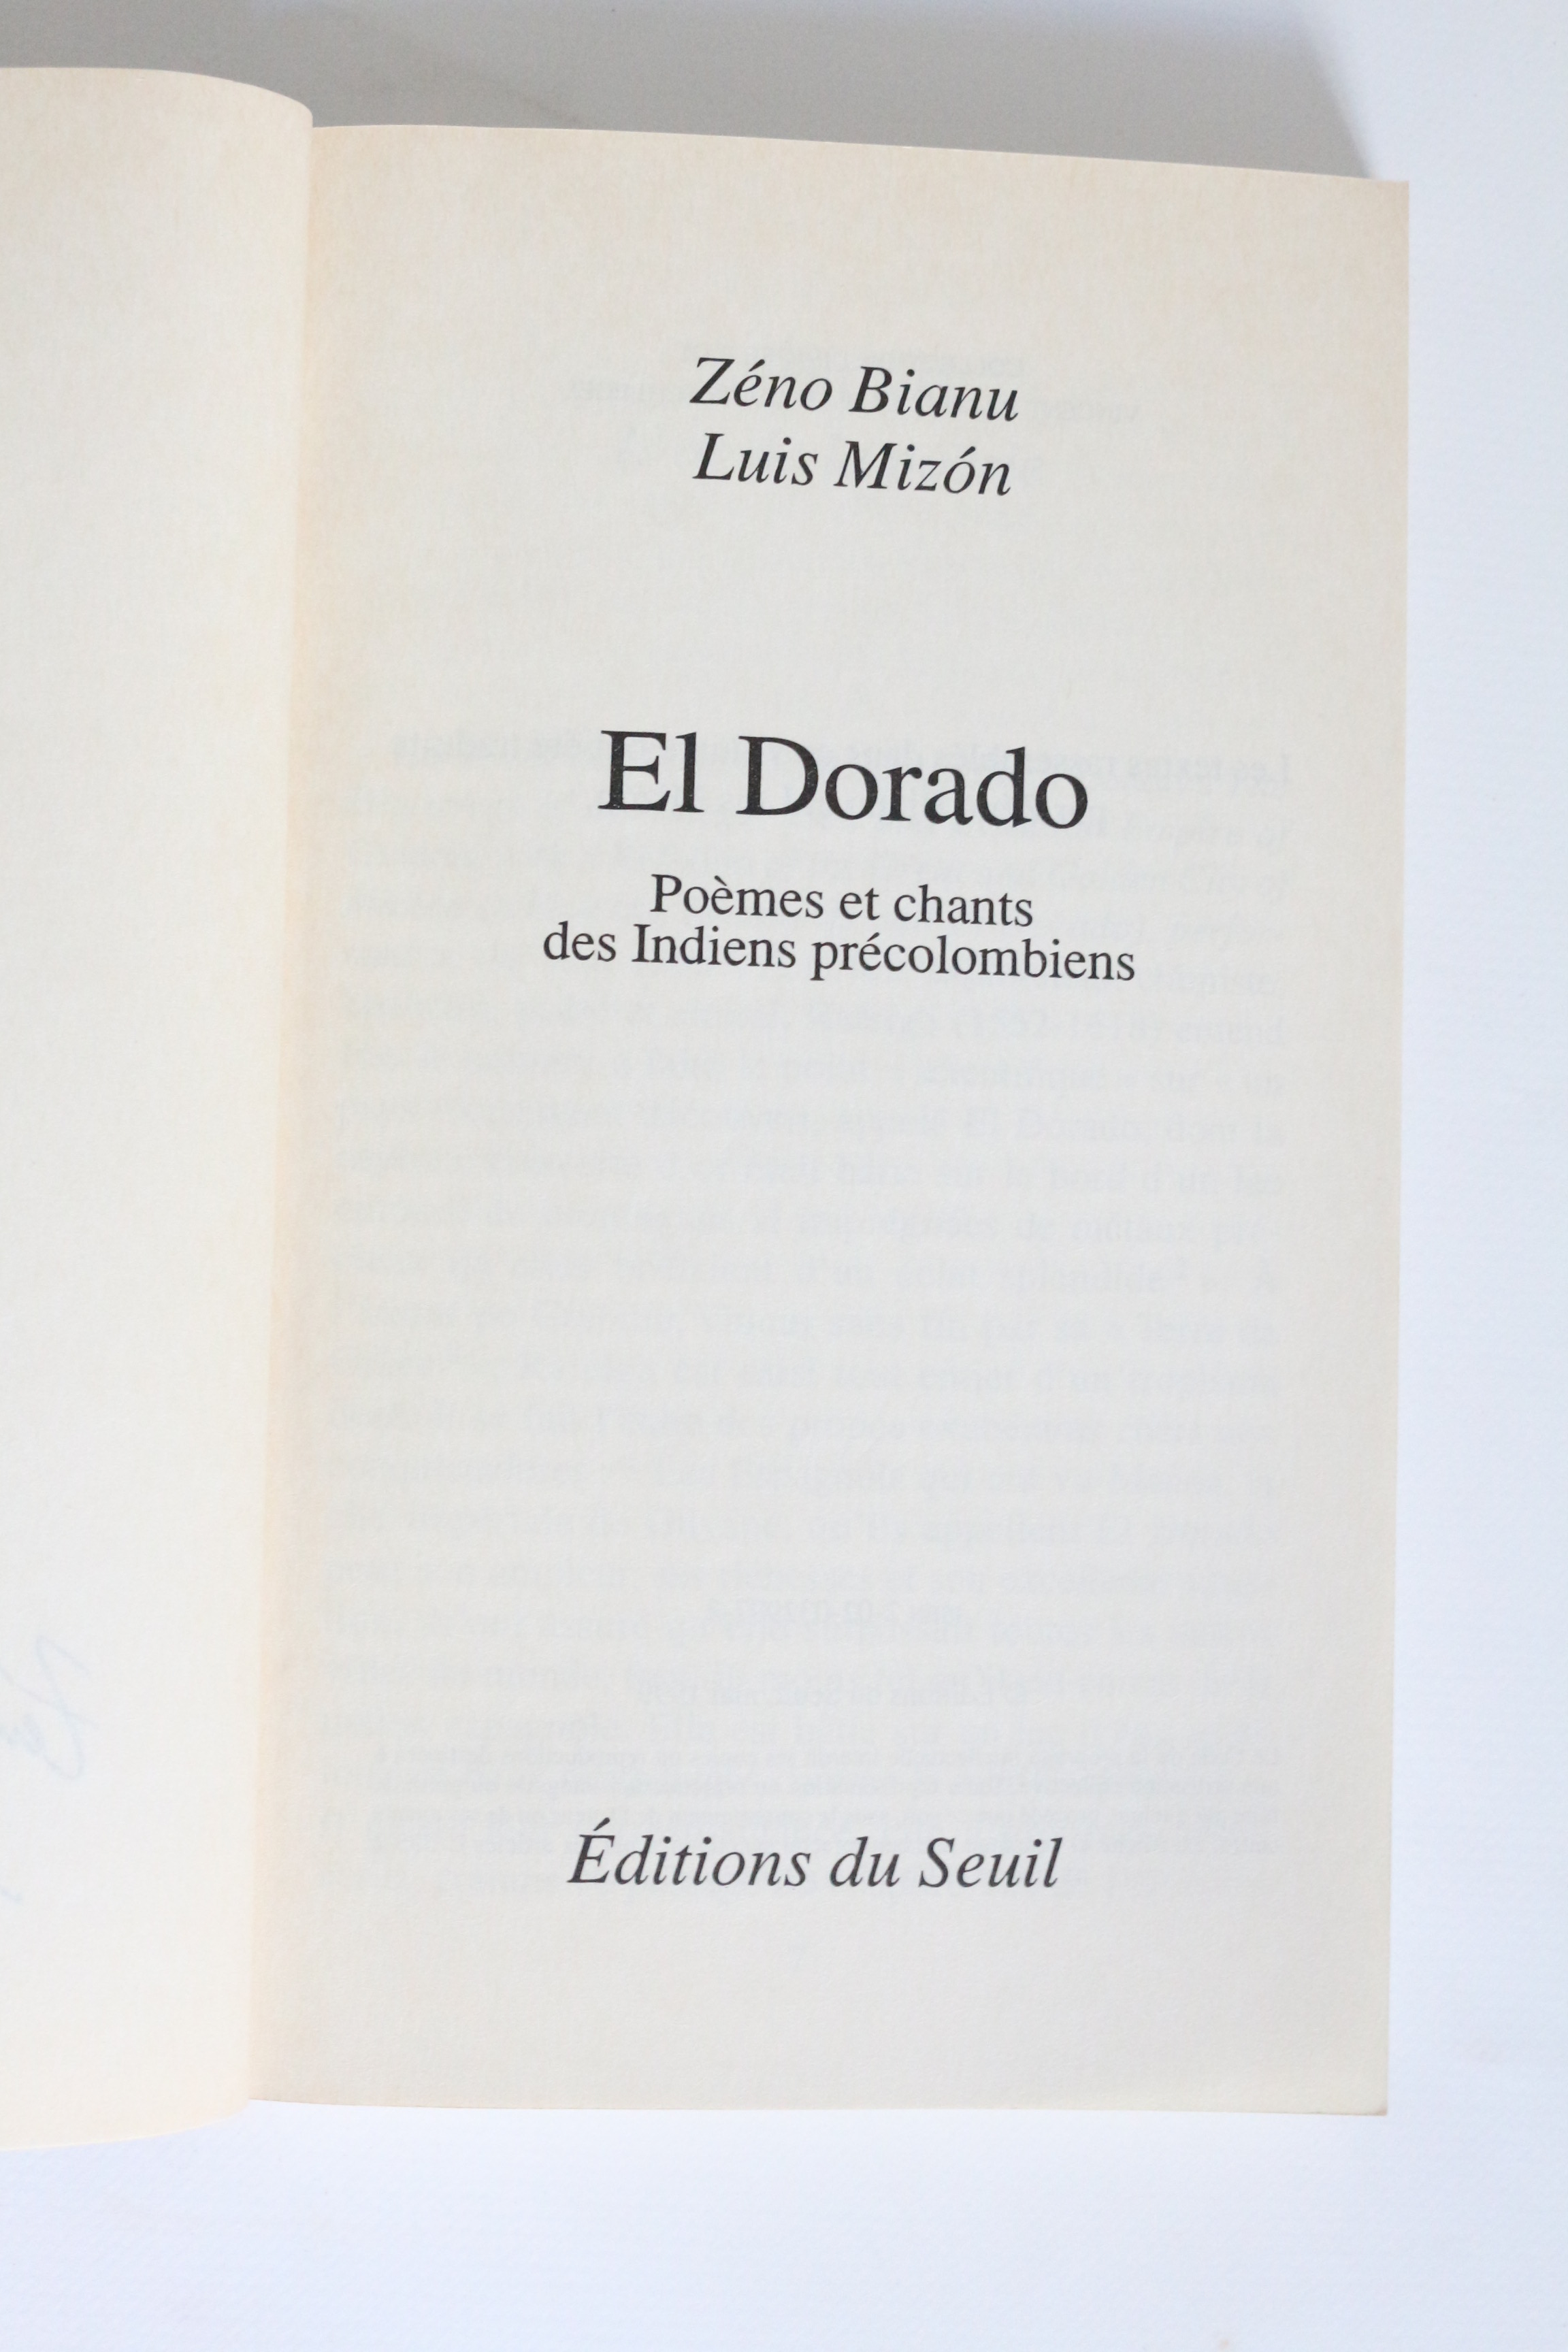 Zéno Bianu
Luis Mizón
El Dorado
Poèmes et chants
des Indiens précolombiens
Éditions du Seuil